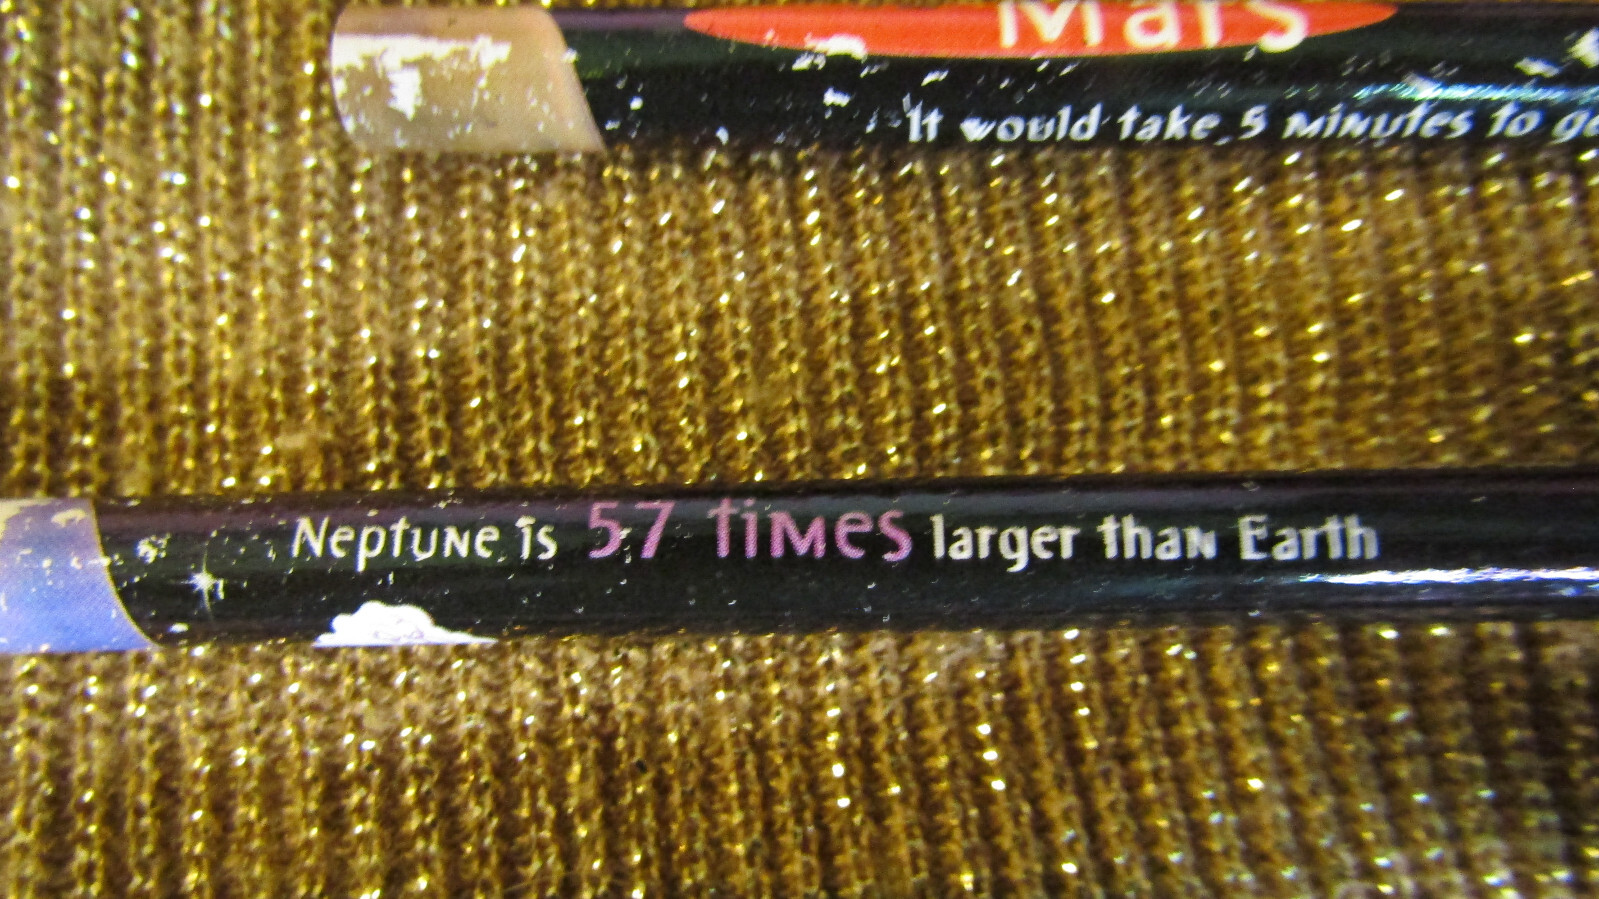 Mars
It would take 5 minutes to
Neptune is 57 times larger than Earth